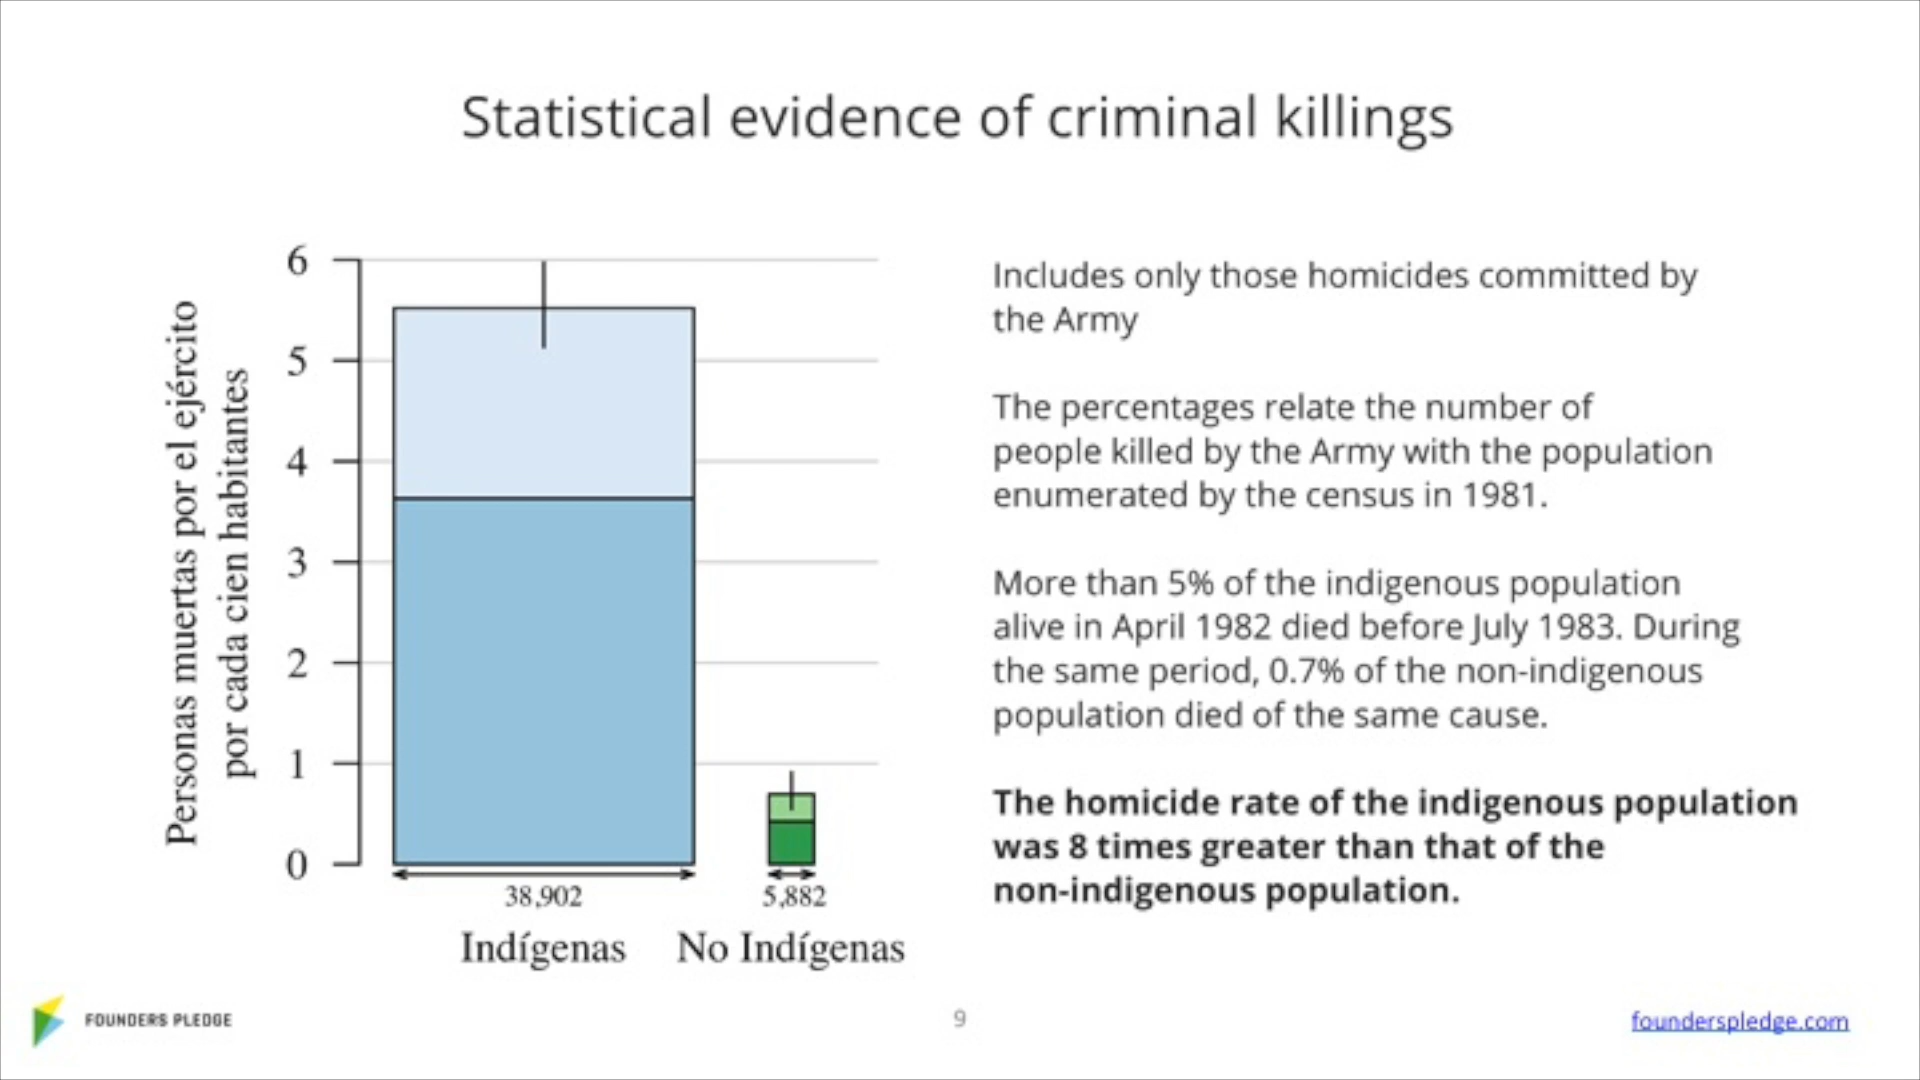 Statistical evidence of criminal killings
Personas muertas por el ejército
por cada cien habitantes
6
5
4
3
2
1
0
38,902
5,882
Indígenas
No Indígenas
Includes only those homicides committed by
the Army
The percentages relate the number of
people killed by the Army with the population
enumerated by the census in 1981.
More than 5% of the indigenous population
alive in April 1982 died before July 1983. During
the same period, 0.7% of the non-indigenous
population died of the same cause.
The homicide rate of the indigenous population
was 8 times greater than that of the
non-indigenous population.
FOUNDERS PLEDGE
9
founderspledge.com